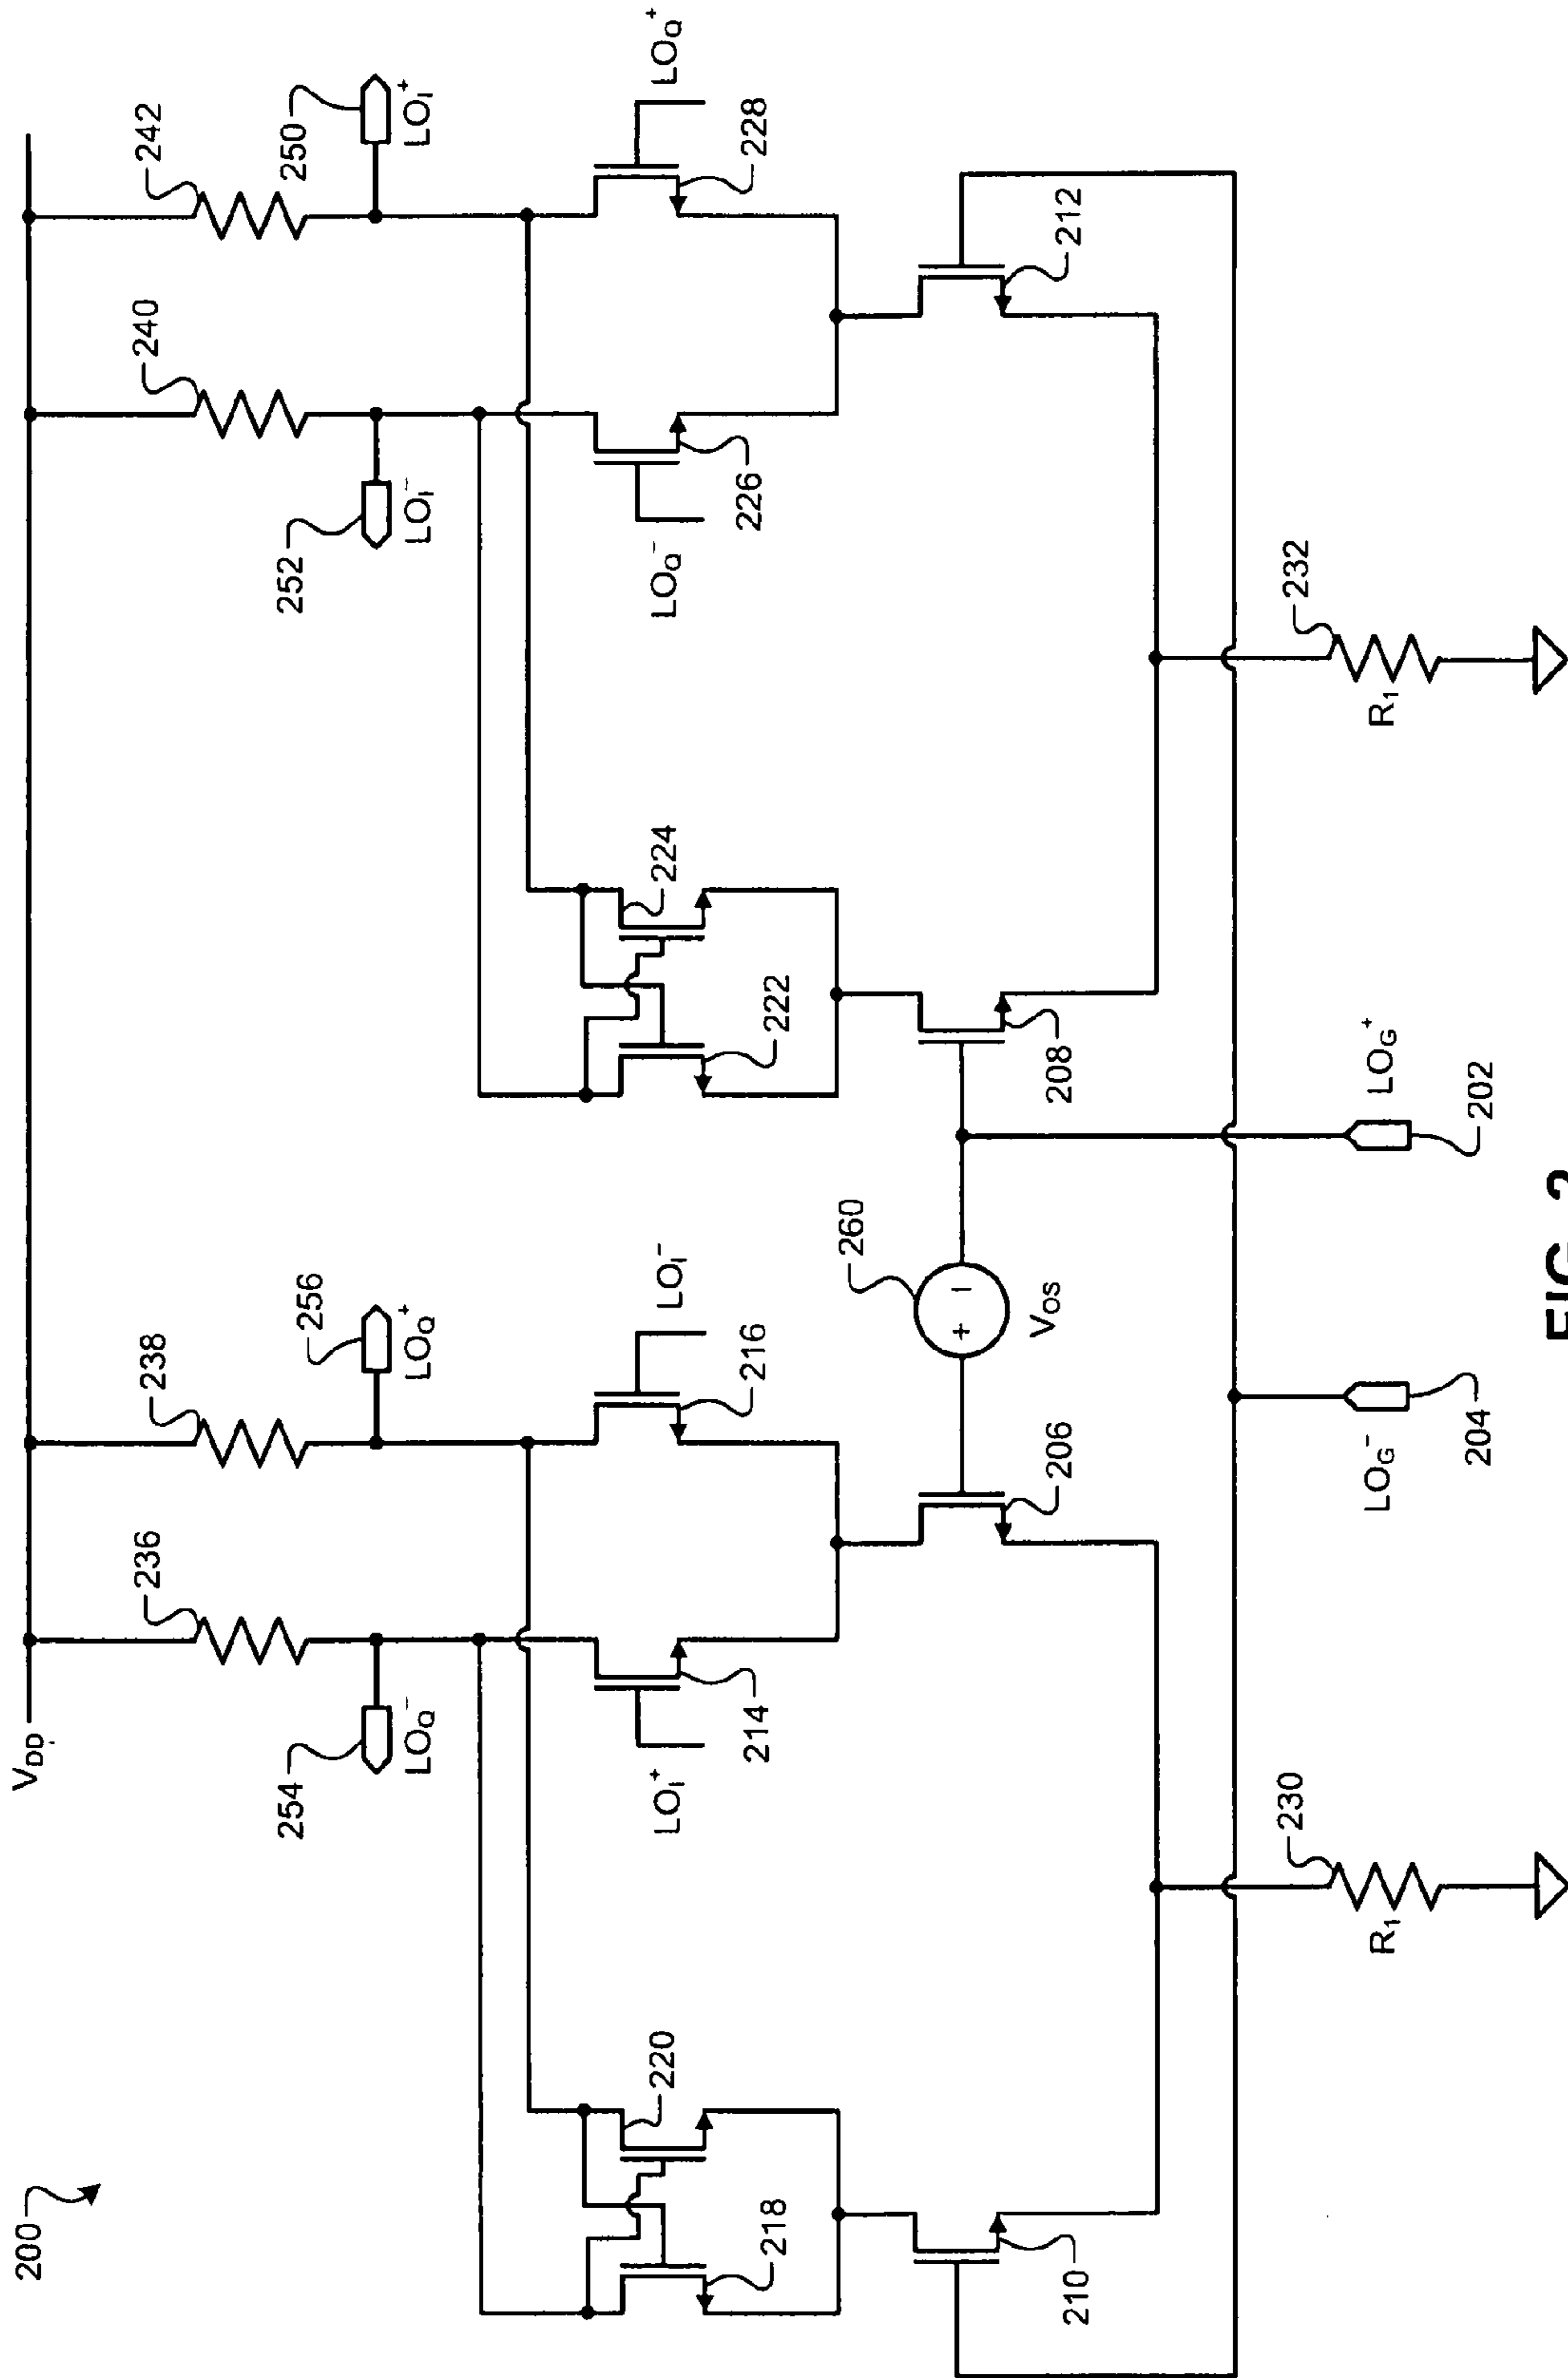 200
V_DD
236
238
240
242
254
LO_Q^-
256
LO_Q^+
252
LO_I^-
250
LO_I^+
218
220
214
LO_I^+
216
LO_I^-
222
224
226
LO_Q^-
228
LO_Q^+
210
206
260
+ −
V_OS
208
212
R_1
230
LO_G^-
204
LO_G^+
202
R_1
232
FIG. 2